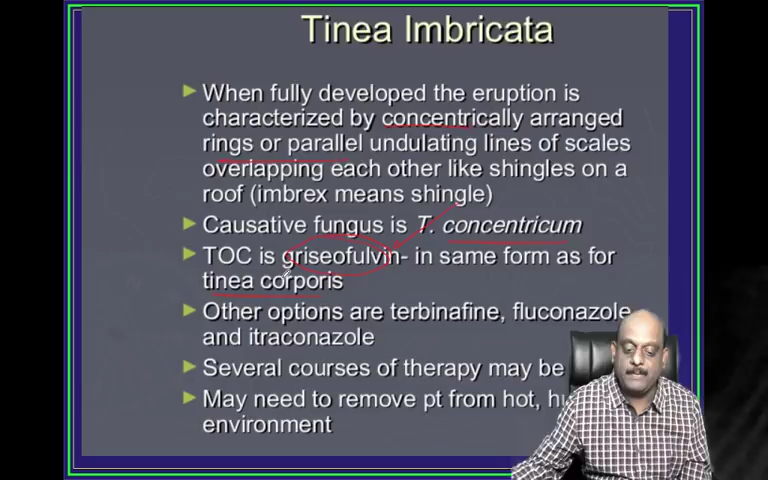 Tinea Imbricata
When fully developed the eruption is
characterized by concentrically arranged
rings or parallel undulating lines of scales
overlapping each other like shingles on a
roof (imbrex means shingle)
Causative fungus is T. concentricum
TOC is griseofulvin- in same form as for
tinea corporis
Other options are terbinafine, fluconazole
and itraconazole
Several courses of therapy may be
May need to remove pt from hot,
environment